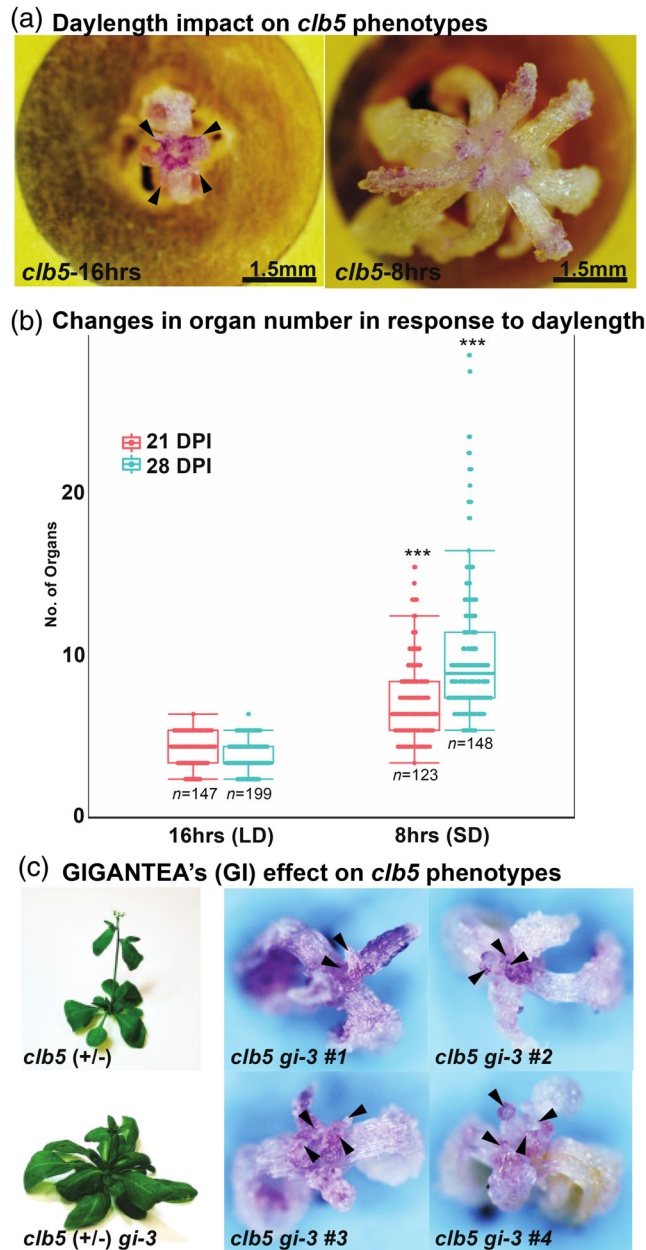 (a) Daylength impact on clb5 phenotypes
clb5-16hrs
1.5mm
clb5-8hrs
1.5mm
(b) Changes in organ number in response to daylength
***
21 DPI
28 DPI
20
***
No. of Organs
10
n=148
n=123
n=147
n=199
0
16hrs (LD)
8hrs (SD)
(c) GIGANTEA's (GI) effect on clb5 phenotypes
clb5 (+/-)
clb5 gi-3 #1
clb5 gi-3 #2
clb5 (+/-) gi-3
clb5 gi-3 #3
clb5 gi-3 #4